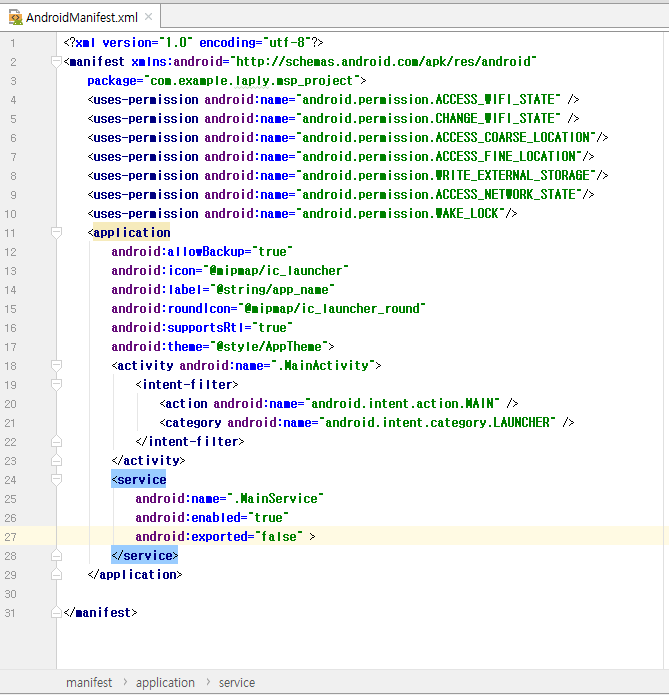 AndroidManifest.xml ×
1 <?xml version="1.0" encoding="utf-8"?>
2 <manifest xmlns:android="http://schemas.android.com/apk/res/android"
3 package="com.example.laply.msp_project">
4 <uses-permission android:name="android.permission.ACCESS_WIFI_STATE" />
5 <uses-permission android:name="android.permission.CHANGE_WIFI_STATE" />
6 <uses-permission android:name="android.permission.ACCESS_COARSE_LOCATION"/>
7 <uses-permission android:name="android.permission.ACCESS_FINE_LOCATION"/>
8 <uses-permission android:name="android.permission.WRITE_EXTERNAL_STORAGE"/>
9 <uses-permission android:name="android.permission.ACCESS_NETWORK_STATE"/>
10 <uses-permission android:name="android.permission.WAKE_LOCK"/>
11 <application
12 android:allowBackup="true"
13 android:icon="@mipmap/ic_launcher"
14 android:label="@string/app_name"
15 android:roundIcon="@mipmap/ic_launcher_round"
16 android:supportsRtl="true"
17 android:theme="@style/AppTheme">
18 <activity android:name=".MainActivity">
19 <intent-filter>
20 <action android:name="android.intent.action.MAIN" />
21 <category android:name="android.intent.category.LAUNCHER" />
22 </intent-filter>
23 </activity>
24 <service
25 android:name=".MainService"
26 android:enabled="true"
27 android:exported="false" >
28 </service>
29 </application>
30
31 </manifest>
manifest › application › service